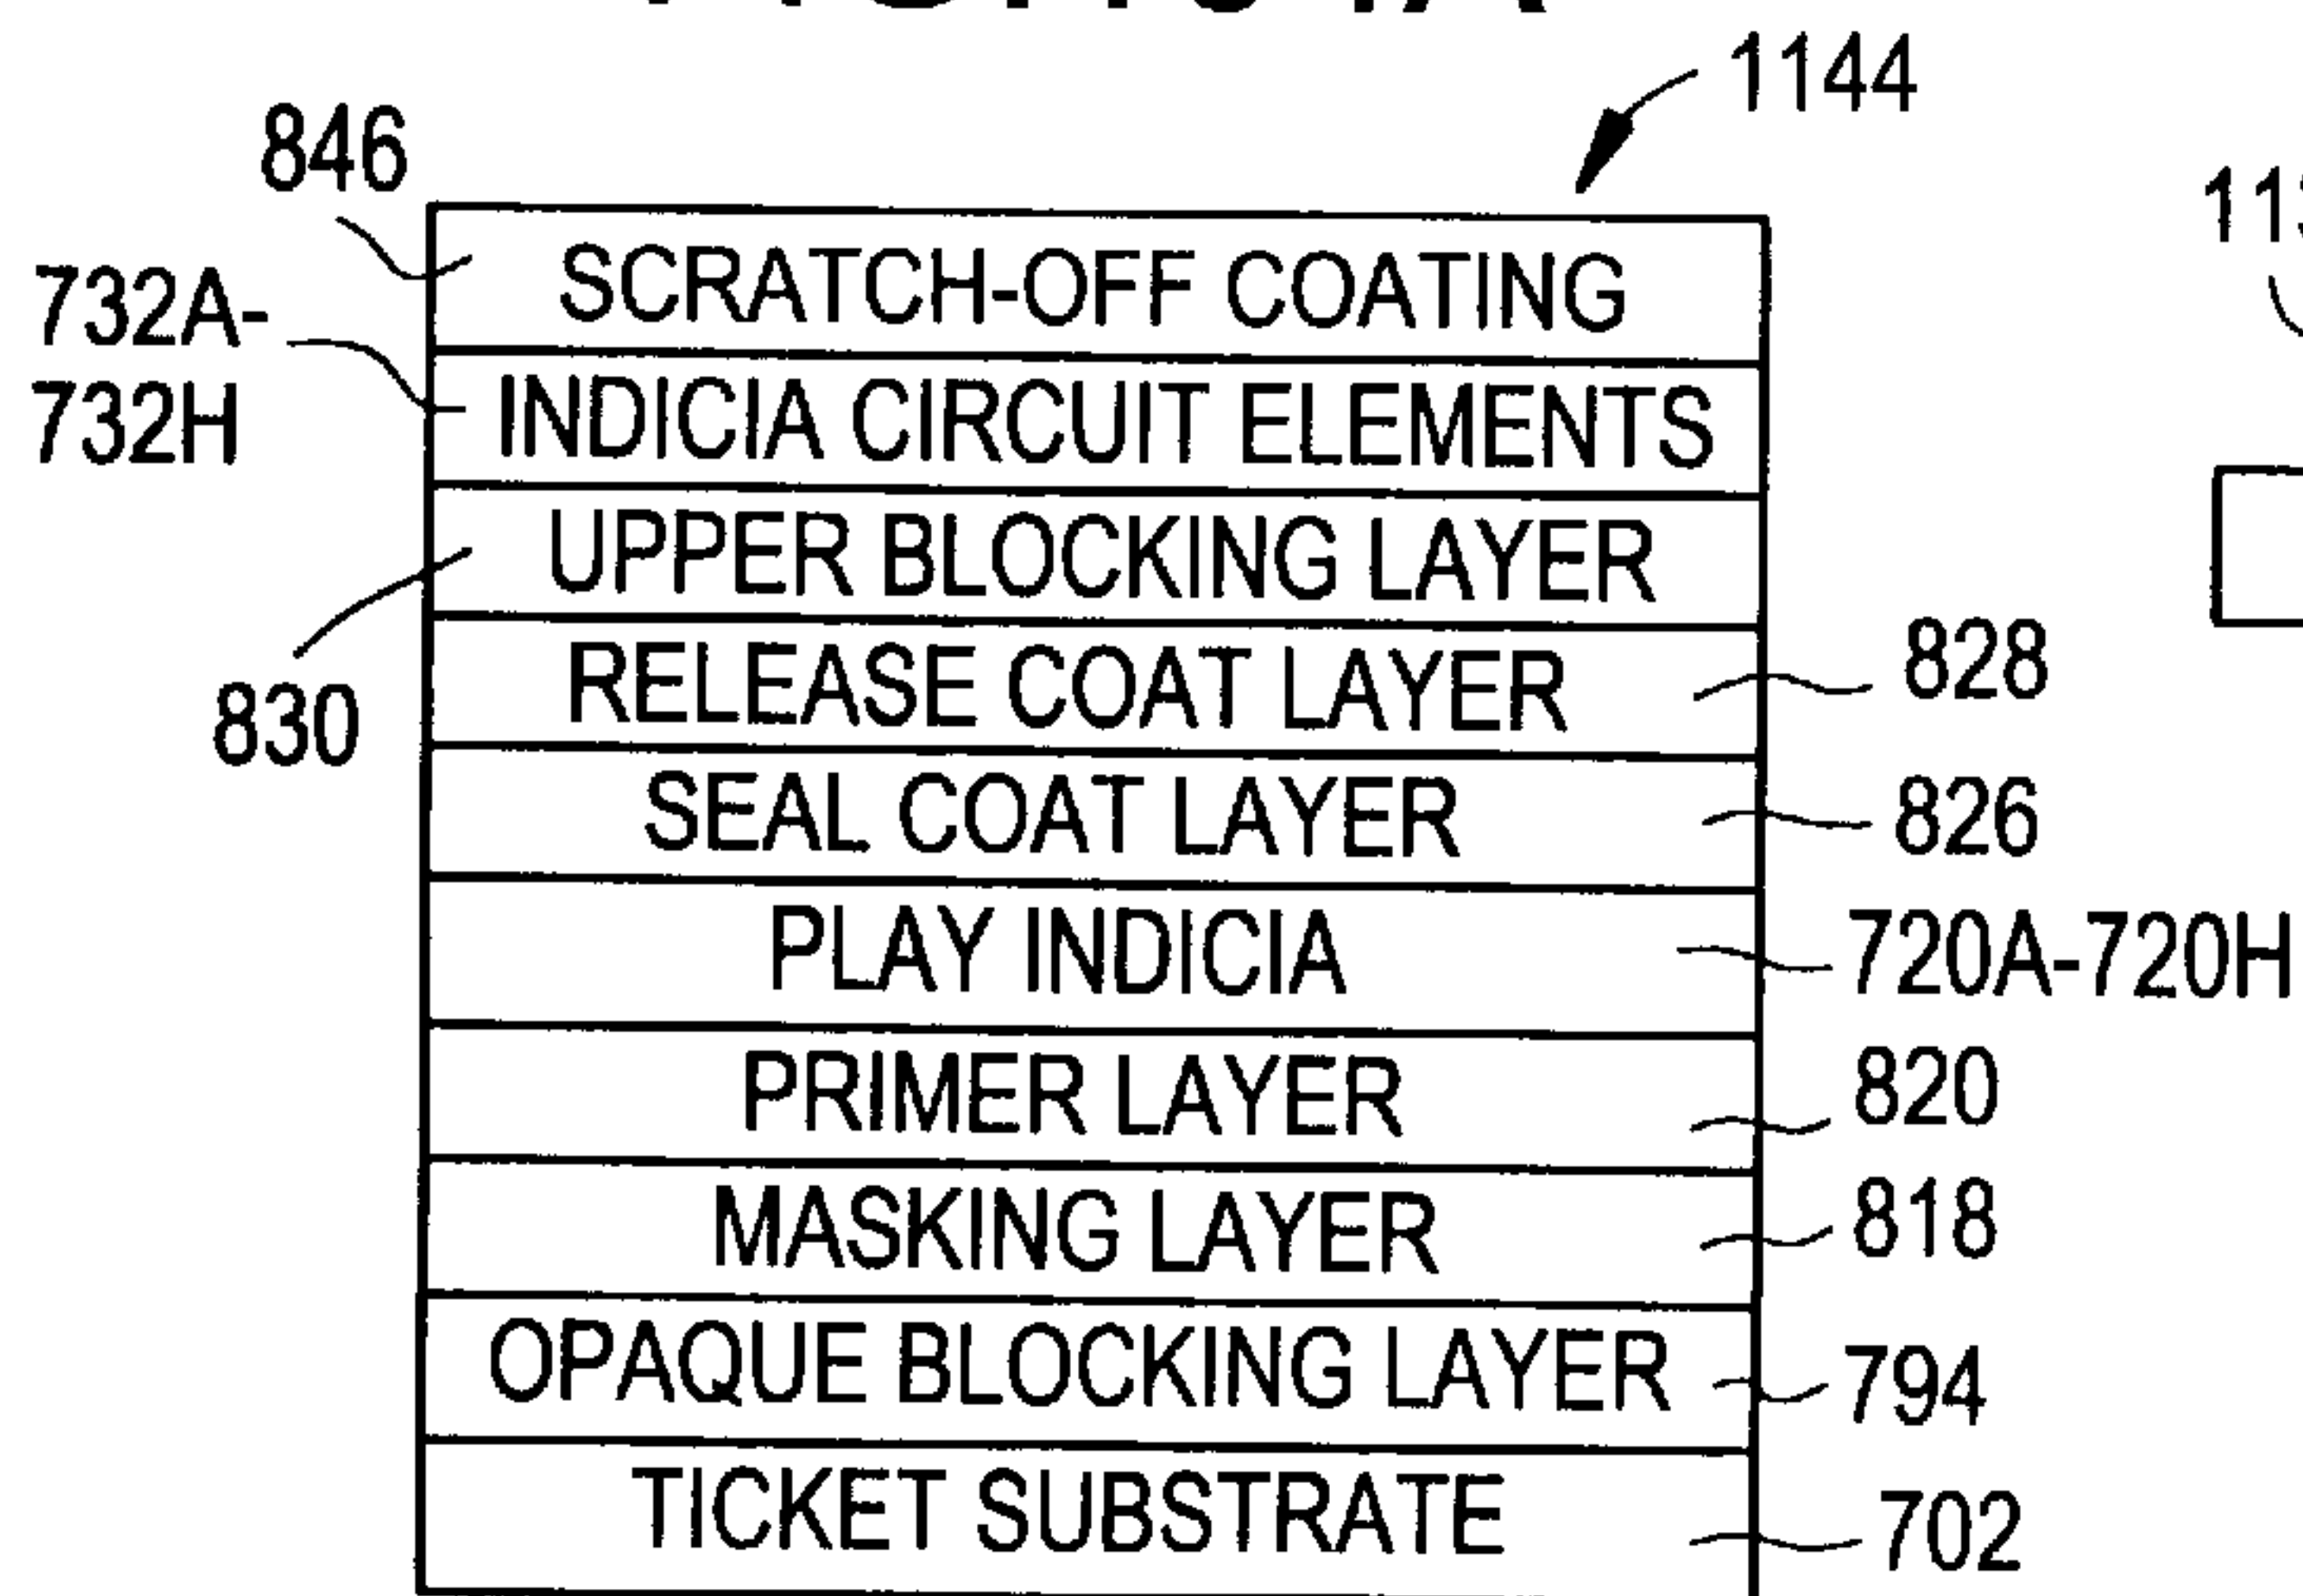 1144
846
SCRATCH-OFF COATING
732A-
732H
INDICIA CIRCUIT ELEMENTS
UPPER BLOCKING LAYER
830
RELEASE COAT LAYER
828
SEAL COAT LAYER
826
PLAY INDICIA
720A-720H
PRIMER LAYER
820
MASKING LAYER
818
OPAQUE BLOCKING LAYER
794
TICKET SUBSTRATE
702